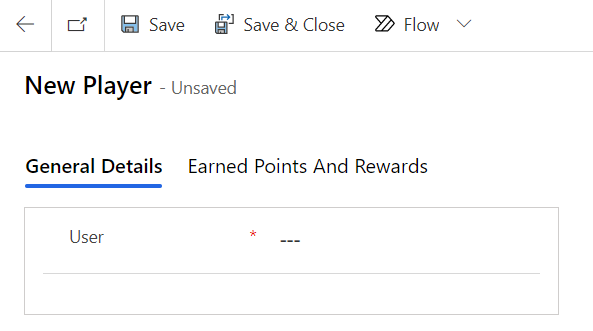 Save Save & Close Flow
New Player - Unsaved
General Details Earned Points And Rewards
User * ---